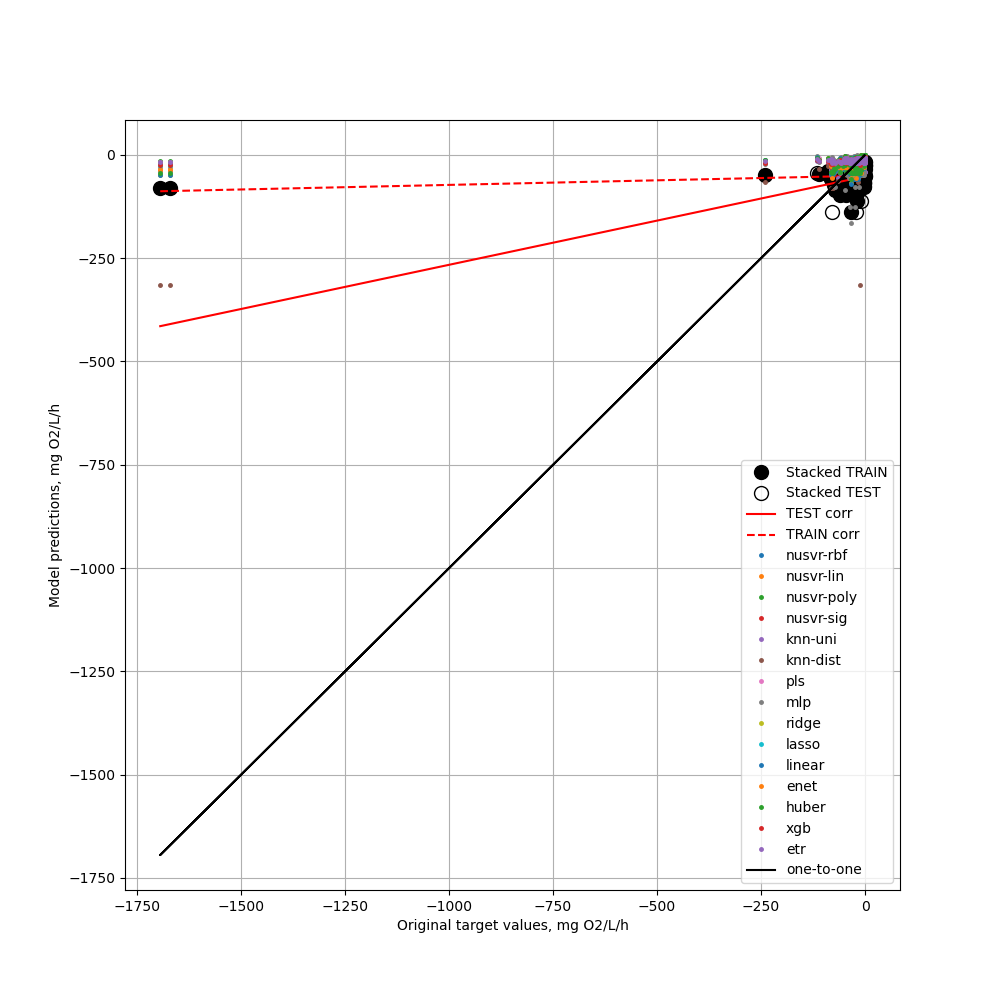 0
−250
−500
−750
−1000
−1250
−1500
−1750
Model predictions, mg O2/L/h
Stacked TRAIN
Stacked TEST
TEST corr
TRAIN corr
nusvr-rbf
nusvr-lin
nusvr-poly
nusvr-sig
knn-uni
knn-dist
pls
mlp
ridge
lasso
linear
enet
huber
xgb
etr
one-to-one
−1750 −1500 −1250 −1000 −750 −500 −250 0
Original target values, mg O2/L/h